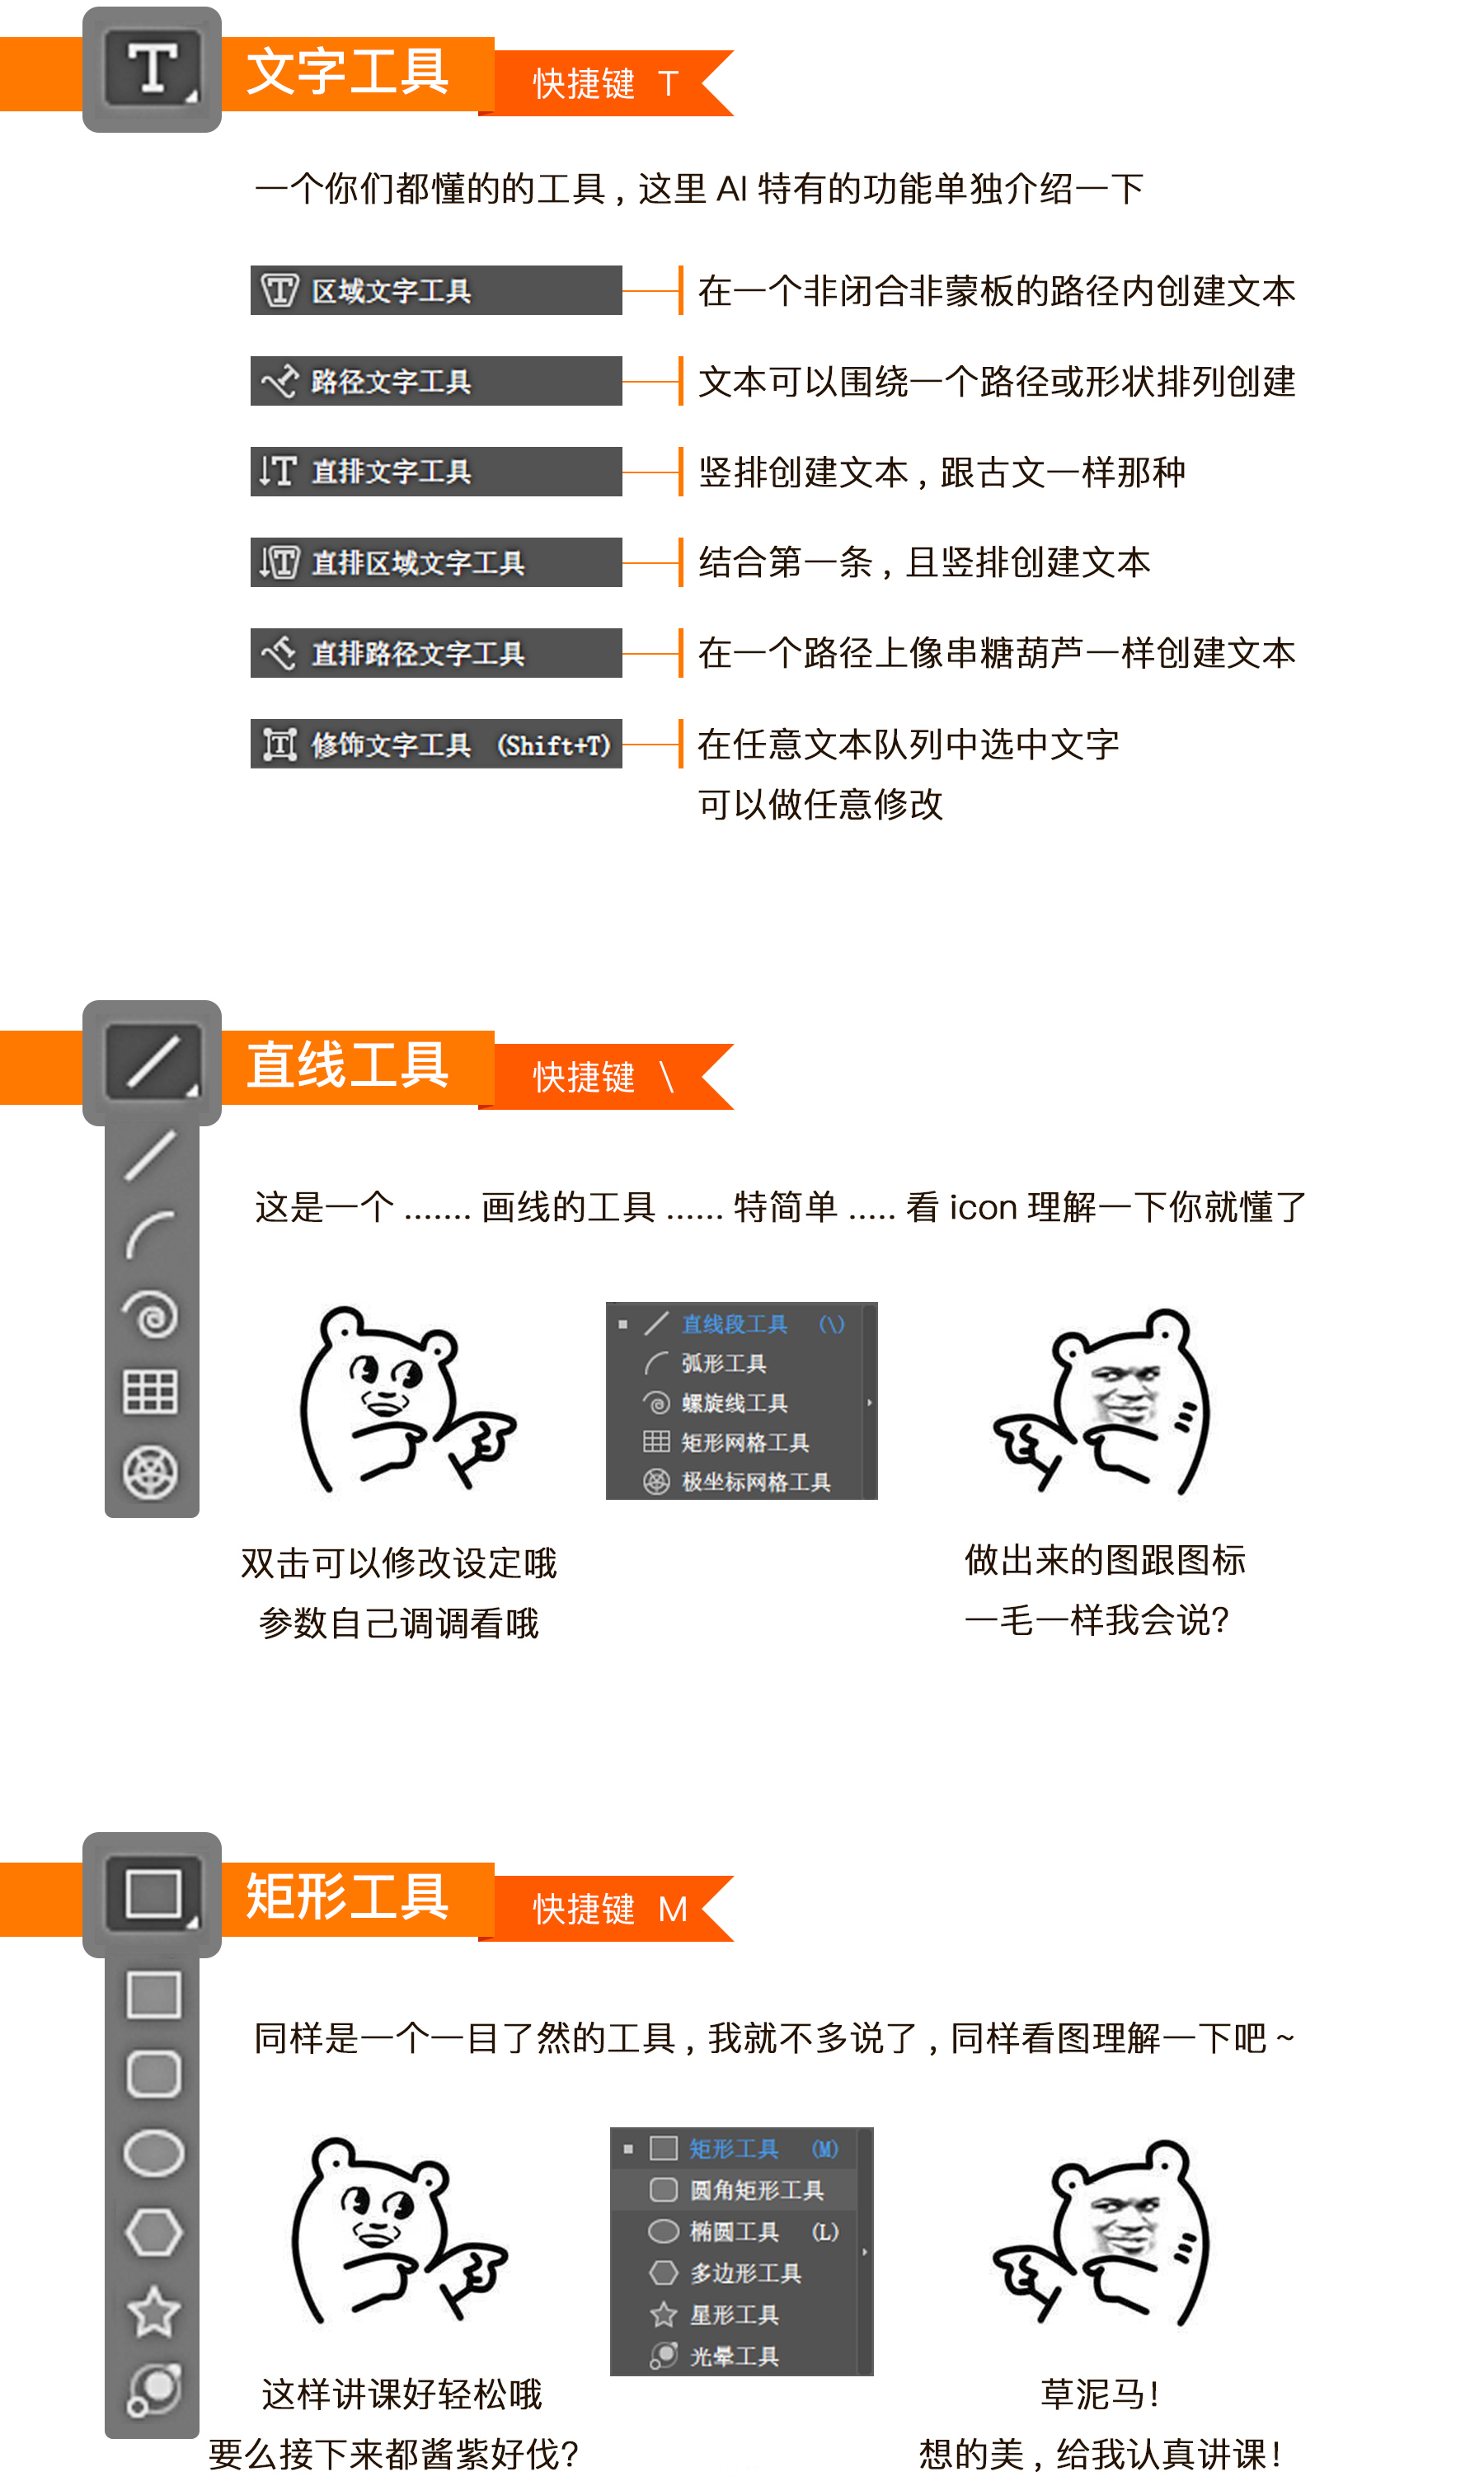 文字工具
快捷键 T
一个你们都懂的的工具，这里 AI 特有的功能单独介绍一下
区域文字工具
在一个非闭合非蒙板的路径内创建文本
路径文字工具
文本可以围绕一个路径或形状排列创建
直排文字工具
竖排创建文本，跟古文一样那种
直排区域文字工具
结合第一条，且竖排创建文本
直排路径文字工具
在一个路径上像串糖葫芦一样创建文本
修饰文字工具 (Shift+T)
在任意文本队列中选中文字
可以做任意修改
直线工具
快捷键 \
这是一个 ....... 画线的工具 ...... 特简单 ..... 看 icon 理解一下你就懂了
直线段工具 (\)
弧形工具
螺旋线工具
矩形网格工具
极坐标网格工具
双击可以修改设定哦
参数自己调调看哦
做出来的图跟图标
一毛一样我会说？
矩形工具
快捷键 M
同样是一个一目了然的工具，我就不多说了，同样看图理解一下吧 ~
矩形工具 (M)
圆角矩形工具
椭圆工具 (L)
多边形工具
星形工具
光晕工具
这样讲课好轻松哦
要么接下来都酱紫好伐？
草泥马！
想的美，给我认真讲课！